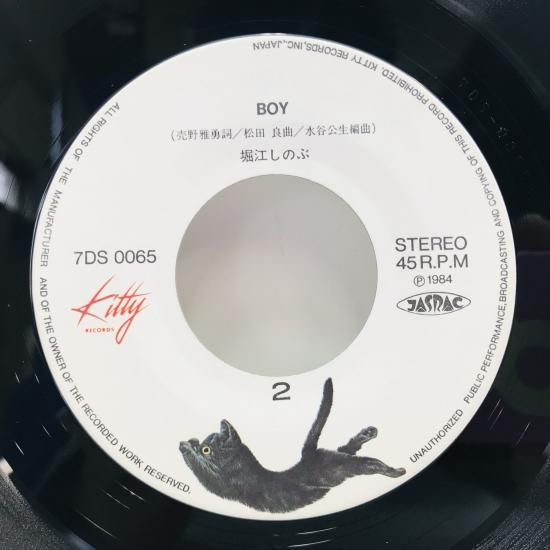 BOY
(売野雅勇詞/松田 良曲/水谷公生編曲)
堀江しのぶ
7DS 0065
STEREO
45 R.P.M
Ⓟ1984
Kitty
RECORDS
JASRAC
2
ALL RIGHTS OF THE MANUFACTURER AND OF THE OWNER OF THE RECORDED WORK RESERVED.
UNAUTHORIZED PUBLIC PERFORMANCE,BROADCASTING AND COPYING OF THIS RECORD PROHIBITED. KITTY RECORDS,INC.,JAPAN